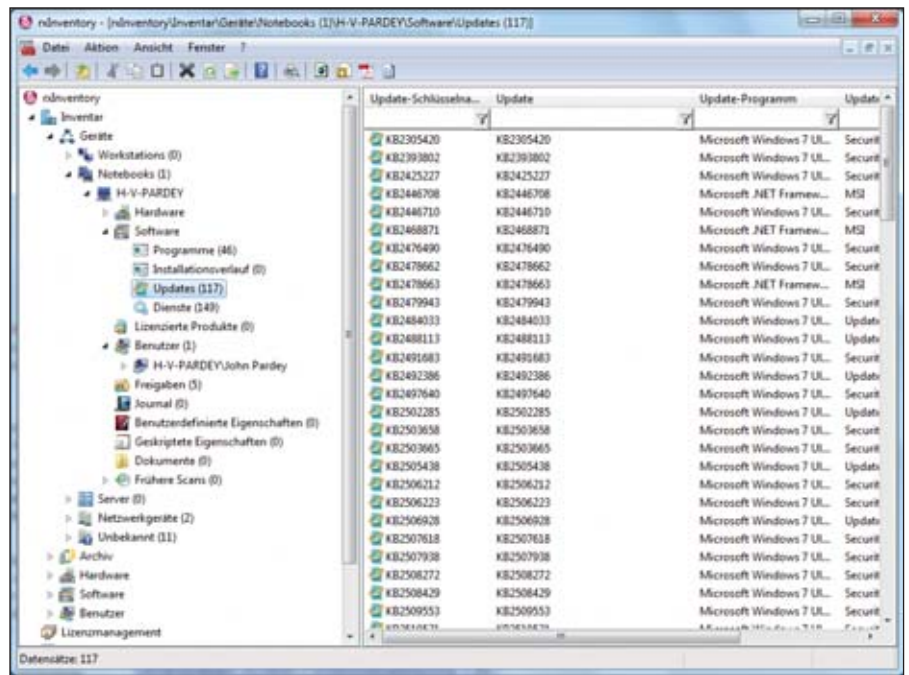 nInventory - [nInventory\Inventar\Geräte\Notebooks (1)\H-V-PARDEY\Software\Updates (117)]
Datei Aktion Ansicht Fenster ?
nInventory
Inventar
Geräte
Workstations (0)
Notebooks (1)
H-V-PARDEY
Hardware
Software
Programme (46)
Installationsverlauf (0)
Updates (117)
Dienste (149)
Lizenzierte Produkte (0)
Benutzer (1)
H-V-PARDEY\John Pardey
Freigaben (5)
Journal (0)
Benutzerdefinierte Eigenschaften (0)
Geskriptete Eigenschaften (0)
Dokumente (0)
Frühere Scans (0)
Server (0)
Netzwerkgeräte (2)
Unbekannt (11)
Archiv
Hardware
Software
Benutzer
Lizenzmanagement
Update-Schlüsselna... Update Update-Programm Update
KB2305420 KB2305420 Microsoft Windows 7 Ul... Securit
KB2393802 KB2393802 Microsoft Windows 7 Ul... Securit
KB2425227 KB2425227 Microsoft Windows 7 Ul... Securit
KB2446708 KB2446708 Microsoft .NET Framew... MSI
KB2446710 KB2446710 Microsoft Windows 7 Ul... Securit
KB2468871 KB2468871 Microsoft .NET Framew... MSI
KB2476490 KB2476490 Microsoft Windows 7 Ul... Securit
KB2478662 KB2478662 Microsoft Windows 7 Ul... Securit
KB2478663 KB2478663 Microsoft .NET Framew... MSI
KB2479943 KB2479943 Microsoft Windows 7 Ul... Securit
KB2484033 KB2484033 Microsoft Windows 7 Ul... Update
KB2488113 KB2488113 Microsoft Windows 7 Ul... Update
KB2491683 KB2491683 Microsoft Windows 7 Ul... Securit
KB2492386 KB2492386 Microsoft Windows 7 Ul... Update
KB2497640 KB2497640 Microsoft Windows 7 Ul... Securit
KB2502285 KB2502285 Microsoft Windows 7 Ul... Update
KB2503658 KB2503658 Microsoft Windows 7 Ul... Securit
KB2503665 KB2503665 Microsoft Windows 7 Ul... Securit
KB2505438 KB2505438 Microsoft Windows 7 Ul... Update
KB2506212 KB2506212 Microsoft Windows 7 Ul... Securit
KB2506223 KB2506223 Microsoft Windows 7 Ul... Securit
KB2506928 KB2506928 Microsoft Windows 7 Ul... Update
KB2507618 KB2507618 Microsoft Windows 7 Ul... Securit
KB2507938 KB2507938 Microsoft Windows 7 Ul... Securit
KB2508272 KB2508272 Microsoft Windows 7 Ul... Securit
KB2508429 KB2508429 Microsoft Windows 7 Ul... Securit
KB2509553 KB2509553 Microsoft Windows 7 Ul... Securit
Datensätze: 117